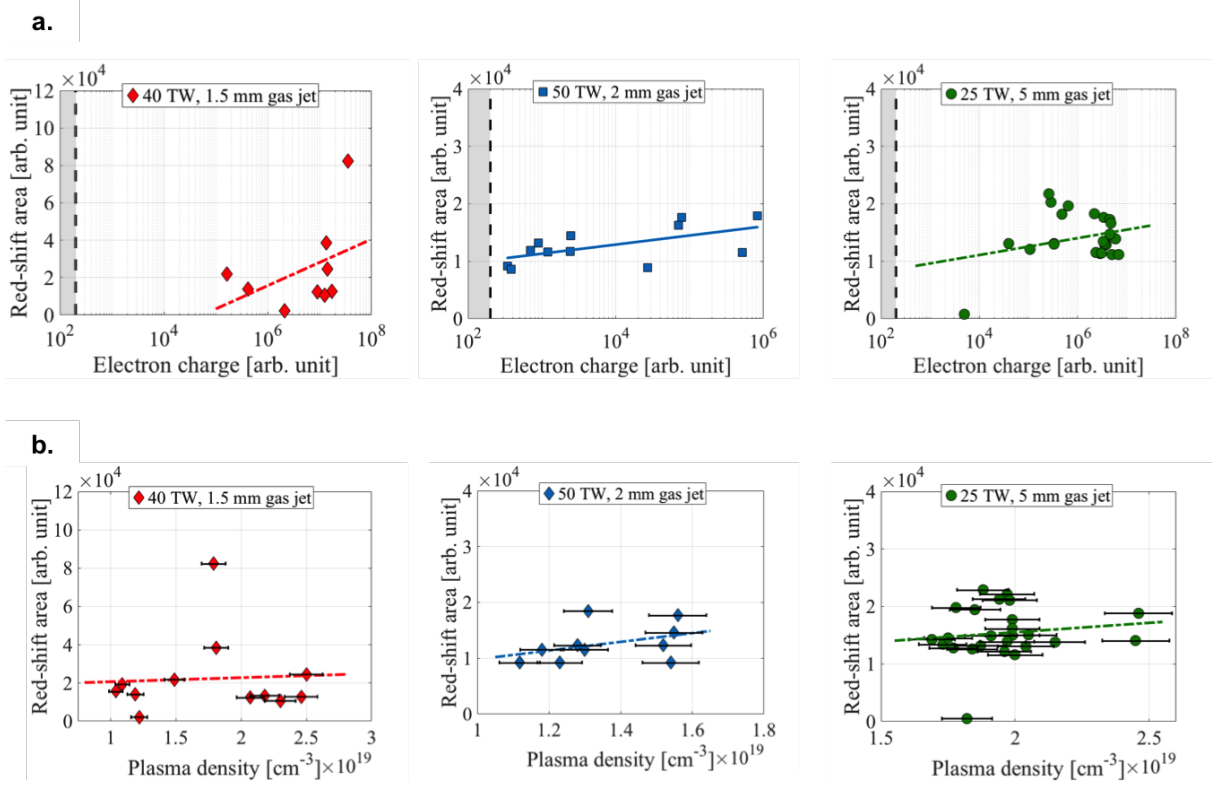 a.
×10⁴
40 TW, 1.5 mm gas jet
Red-shift area [arb. unit]
12
10
8
6
4
2
0
10² 10⁴ 10⁶ 10⁸
Electron charge [arb. unit]
×10⁴
50 TW, 2 mm gas jet
Red-shift area [arb. unit]
4
3
2
1
0
10² 10⁴ 10⁶
Electron charge [arb. unit]
×10⁴
25 TW, 5 mm gas jet
Red-shift area [arb. unit]
4
3
2
1
0
10² 10⁴ 10⁶ 10⁸
Electron charge [arb. unit]
b.
×10⁴
40 TW, 1.5 mm gas jet
Red-shift area [arb. unit]
12
10
8
6
4
2
0
1 1.5 2 2.5 3
Plasma density [cm⁻³]×10¹⁹
×10⁴
50 TW, 2 mm gas jet
Red-shift area [arb. unit]
4
3
2
1
0
1 1.2 1.4 1.6 1.8
Plasma density [cm⁻³]×10¹⁹
×10⁴
25 TW, 5 mm gas jet
Red-shift area [arb. unit]
4
3
2
1
0
1.5 2 2.5
Plasma density [cm⁻³]×10¹⁹